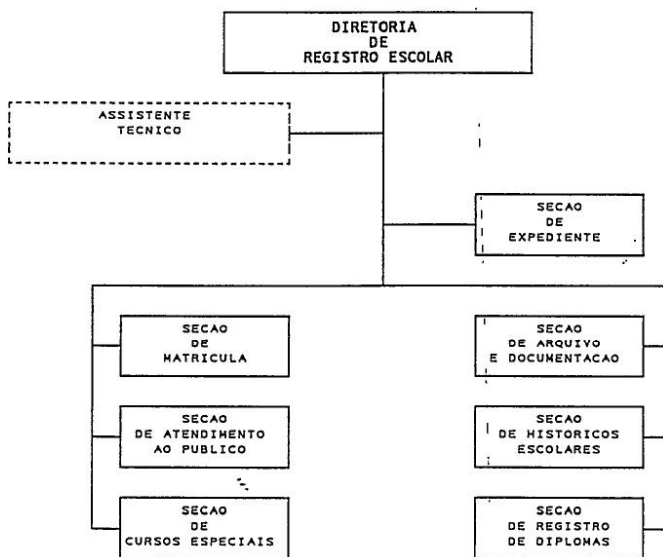 DIRETORIA
DE
REGISTRO ESCOLAR
ASSISTENTE
TECNICO
SECAO
DE
EXPEDIENTE
SECAO
DE
MATRICULA
SECAO
DE ARQUIVO
E DOCUMENTACAO
SECAO
DE ATENDIMENTO
AO PUBLICO
SECAO
DE HISTORICOS
ESCOLARES
SECAO
DE
CURSOS ESPECIAIS
SECAO
DE REGISTRO
DE DIPLOMAS